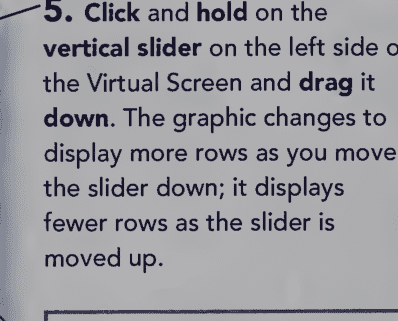 5. Click and hold on the
vertical slider on the left side
the Virtual Screen and drag it
down. The graphic changes to
display more rows as you move
the slider down; it displays
fewer rows as the slider is
moved up.